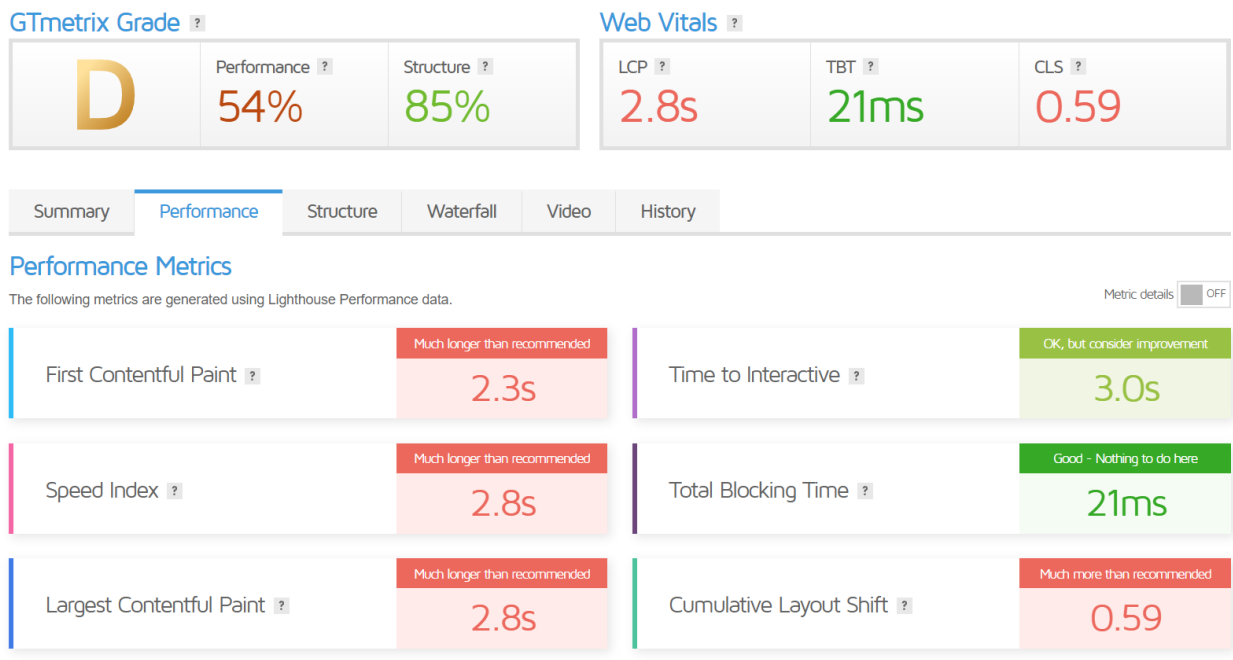 GTmetrix Grade ?
Web Vitals ?
D
Performance ?
54%
Structure ?
85%
LCP ?
2.8s
TBT ?
21ms
CLS ?
0.59
Summary
Performance
Structure
Waterfall
Video
History
Performance Metrics
The following metrics are generated using Lighthouse Performance data.
Metric details OFF
First Contentful Paint ?
Much longer than recommended
2.3s
Time to Interactive ?
OK, but consider improvement
3.0s
Speed Index ?
Much longer than recommended
2.8s
Total Blocking Time ?
Good - Nothing to do here
21ms
Largest Contentful Paint ?
Much longer than recommended
2.8s
Cumulative Layout Shift ?
Much more than recommended
0.59